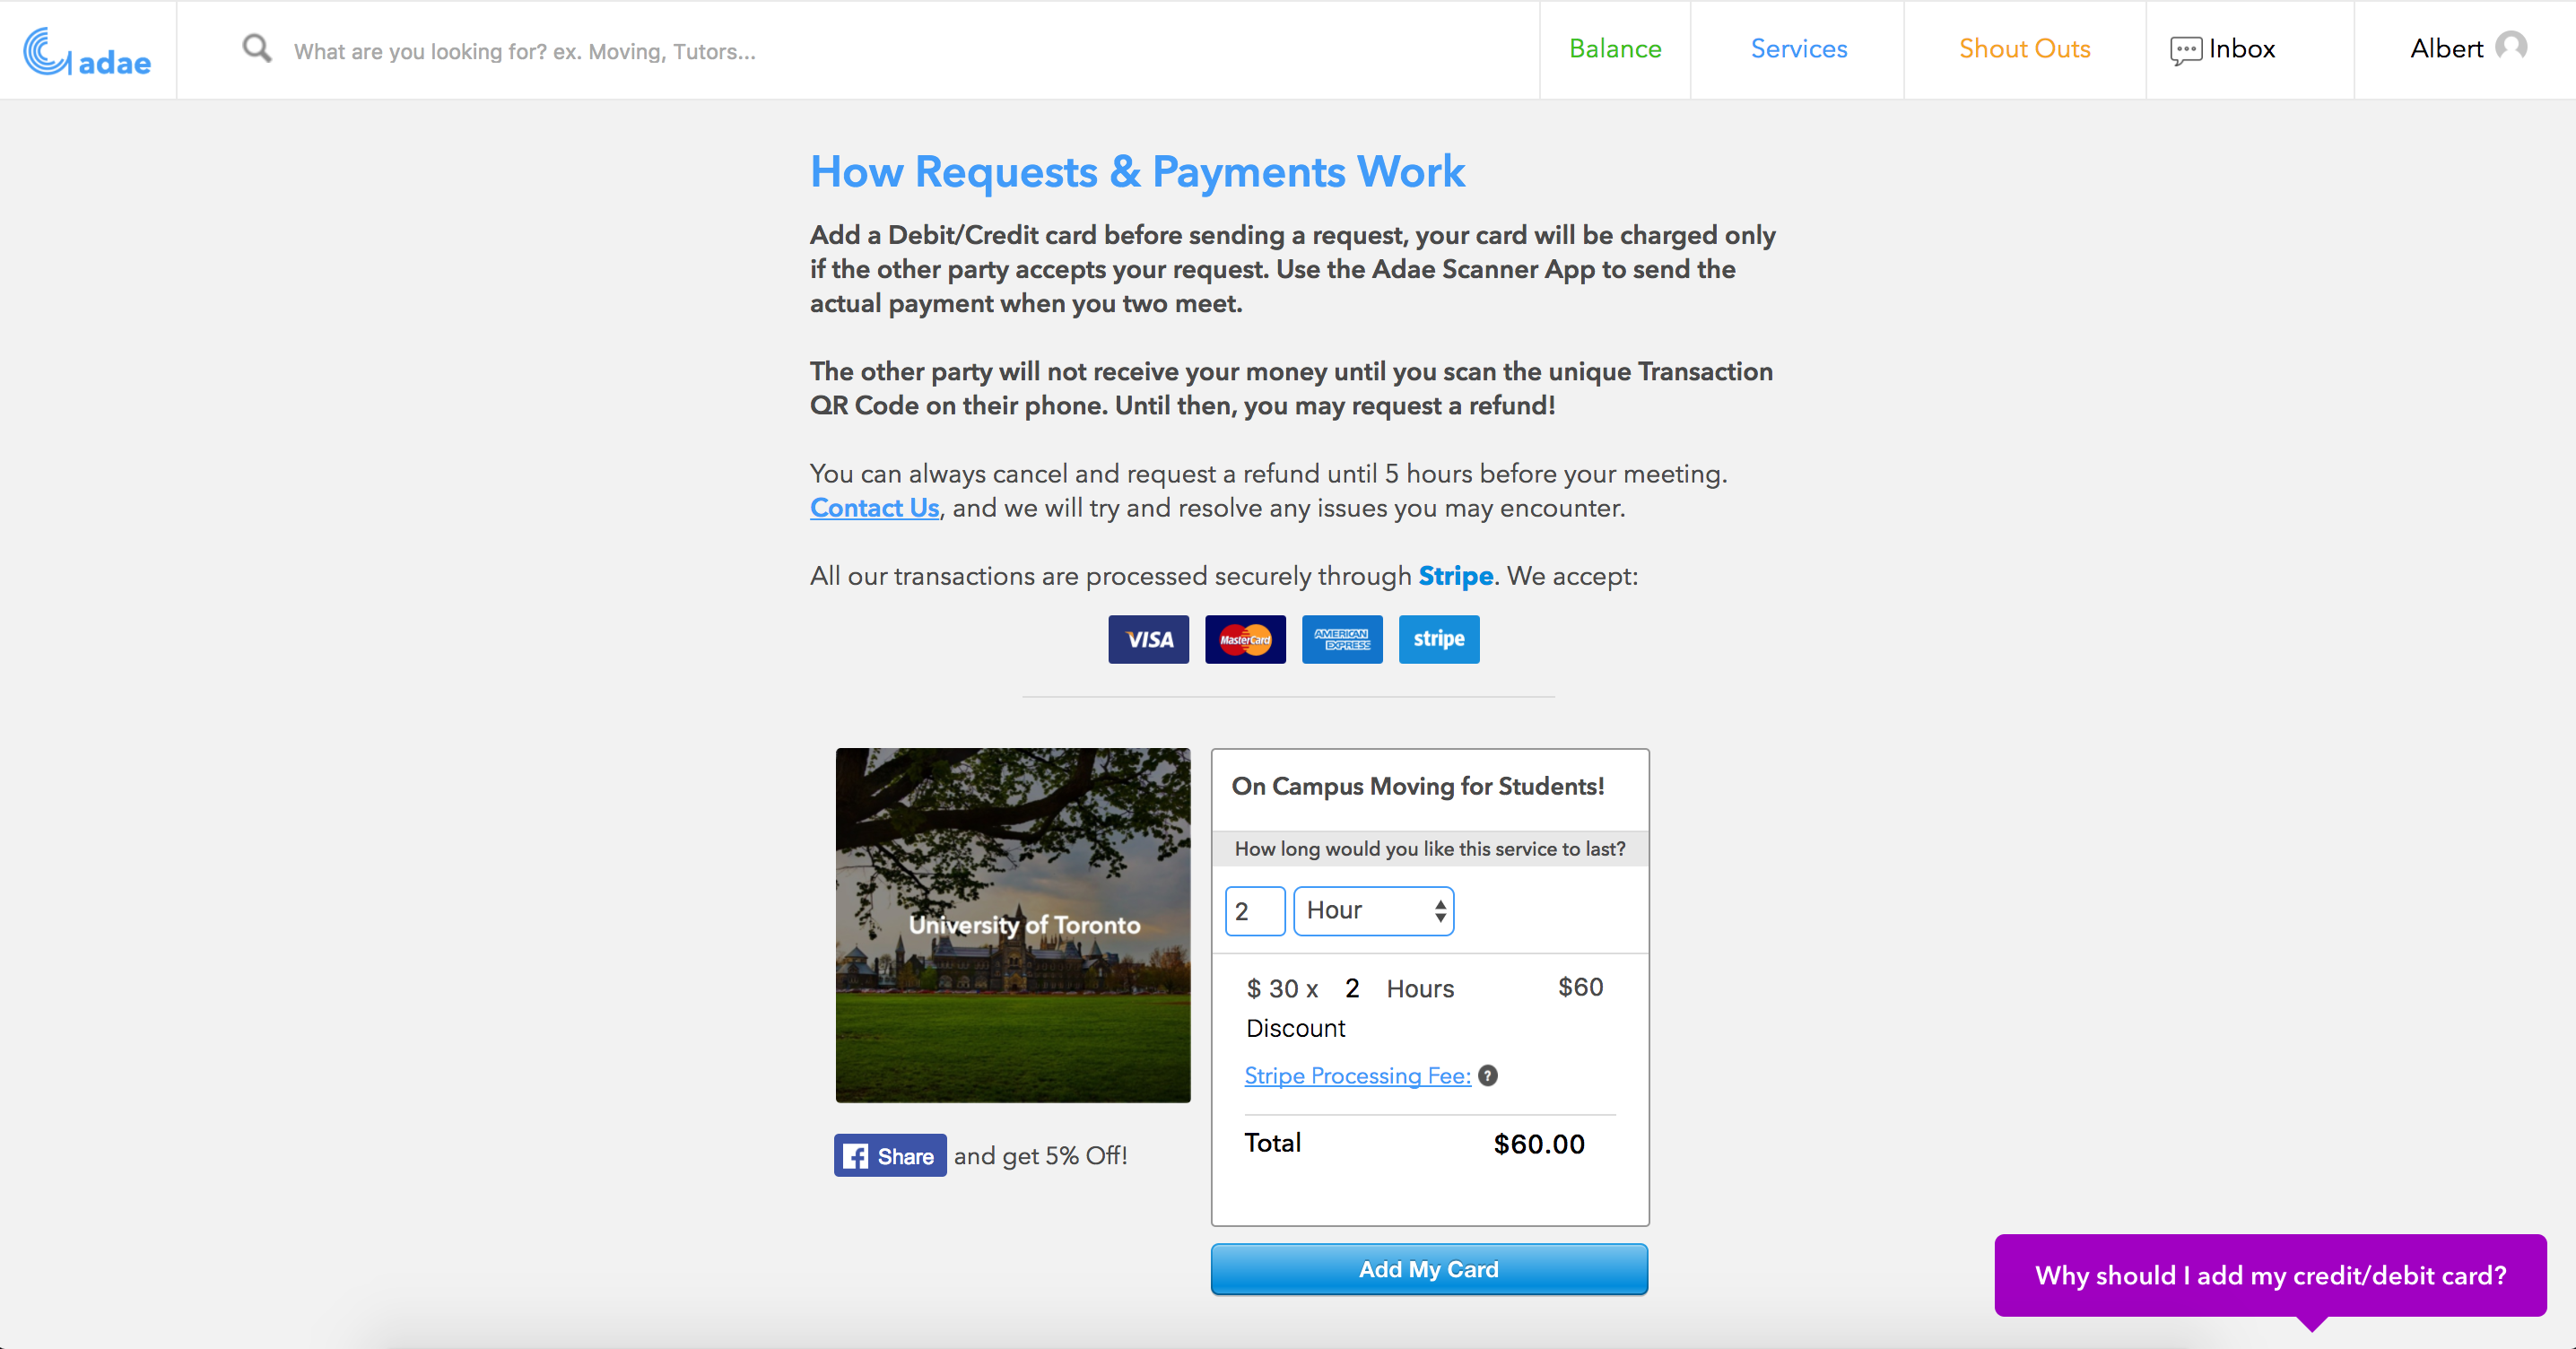 adae
What are you looking for? ex. Moving, Tutors...
Balance
Services
Shout Outs
Inbox
Albert
How Requests & Payments Work
Add a Debit/Credit card before sending a request, your card will be charged only
if the other party accepts your request. Use the Adae Scanner App to send the
actual payment when you two meet.
The other party will not receive your money until you scan the unique Transaction
QR Code on their phone. Until then, you may request a refund!
You can always cancel and request a refund until 5 hours before your meeting.
Contact Us, and we will try and resolve any issues you may encounter.
All our transactions are processed securely through Stripe. We accept:
VISA
MasterCard
AMERICAN
EXPRESS
stripe
University of Toronto
Share and get 5% Off!
On Campus Moving for Students!
How long would you like this service to last?
2 Hour
$ 30 x 2 Hours $60
Discount
Stripe Processing Fee: ?
Total $60.00
Add My Card
Why should I add my credit/debit card?